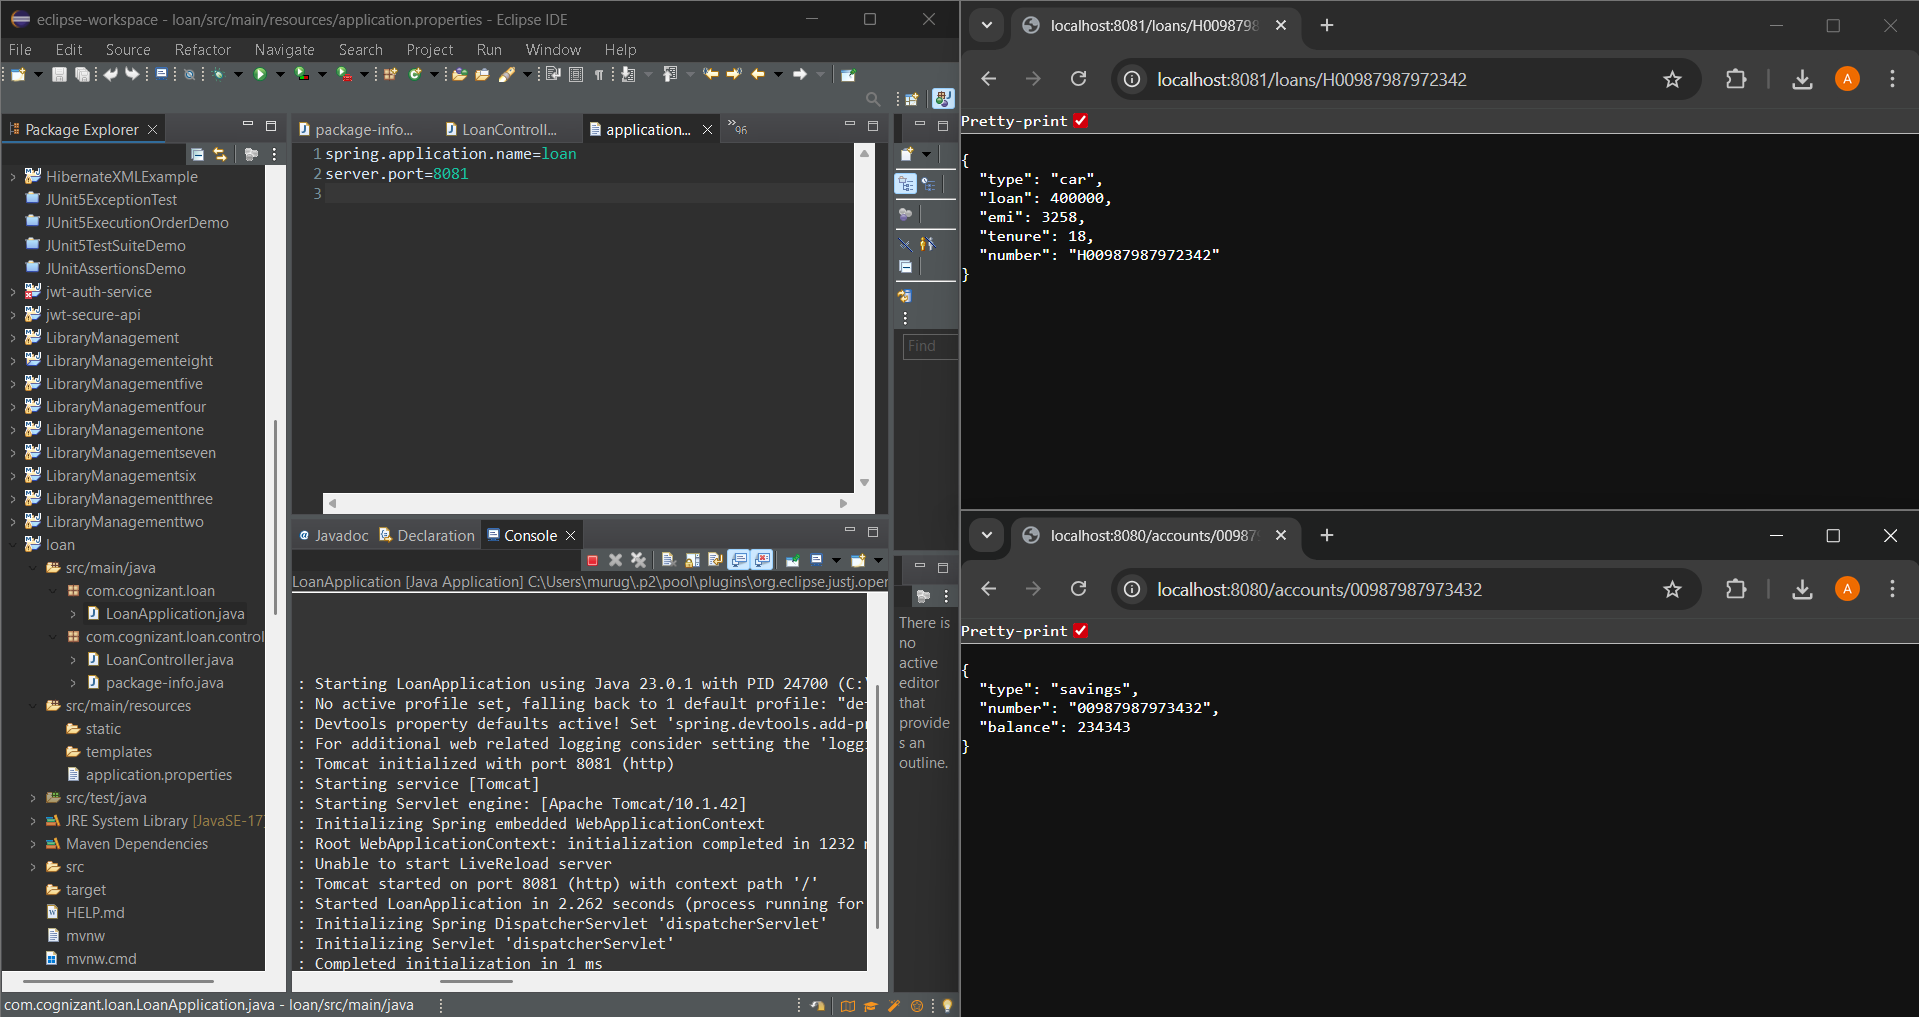 eclipse-workspace - loan/src/main/resources/application.properties - Eclipse IDE
File Edit Source Refactor Navigate Search Project Run Window Help
Package Explorer
HibernateXMLExample
JUnit5ExceptionTest
JUnit5ExecutionOrderDemo
JUnit5TestSuiteDemo
JUnitAssertionsDemo
jwt-auth-service
jwt-secure-api
LibraryManagement
LibraryManagementeight
LibraryManagementfive
LibraryManagementfour
LibraryManagementone
LibraryManagementseven
LibraryManagementsix
LibraryManagementthree
LibraryManagementtwo
loan
src/main/java
com.cognizant.loan
LoanApplication.java
com.cognizant.loan.control
LoanController.java
package-info.java
src/main/resources
static
templates
application.properties
src/test/java
JRE System Library [JavaSE-17]
Maven Dependencies
src
target
HELP.md
mvnw
mvnw.cmd
package-info... LoanControll... application... »96
1 spring.application.name=loan
2 server.port=8081
3
Find
Javadoc Declaration Console
LoanApplication [Java Application] C:\Users\murug\.p2\pool\plugins\org.eclipse.justj.open
: Starting LoanApplication using Java 23.0.1 with PID 24700 (C:\
: No active profile set, falling back to 1 default profile: "de
: Devtools property defaults active! Set 'spring.devtools.add-p
: For additional web related logging consider setting the 'logg
: Tomcat initialized with port 8081 (http)
: Starting service [Tomcat]
: Starting Servlet engine: [Apache Tomcat/10.1.42]
: Initializing Spring embedded WebApplicationContext
: Root WebApplicationContext: initialization completed in 1232 m
: Unable to start LiveReload server
: Tomcat started on port 8081 (http) with context path '/'
: Started LoanApplication in 2.262 seconds (process running for
: Initializing Spring DispatcherServlet 'dispatcherServlet'
: Initializing Servlet 'dispatcherServlet'
: Completed initialization in 1 ms
There is
no
active
editor
that
provide
s an
outline.
com.cognizant.loan.LoanApplication.java - loan/src/main/java
localhost:8081/loans/H0098798
localhost:8081/loans/H00987987972342
A
Pretty-print
{
"type": "car",
"loan": 400000,
"emi": 3258,
"tenure": 18,
"number": "H00987987972342"
}
localhost:8080/accounts/00987
localhost:8080/accounts/00987987973432
A
Pretty-print
{
"type": "savings",
"number": "00987987973432",
"balance": 234343
}